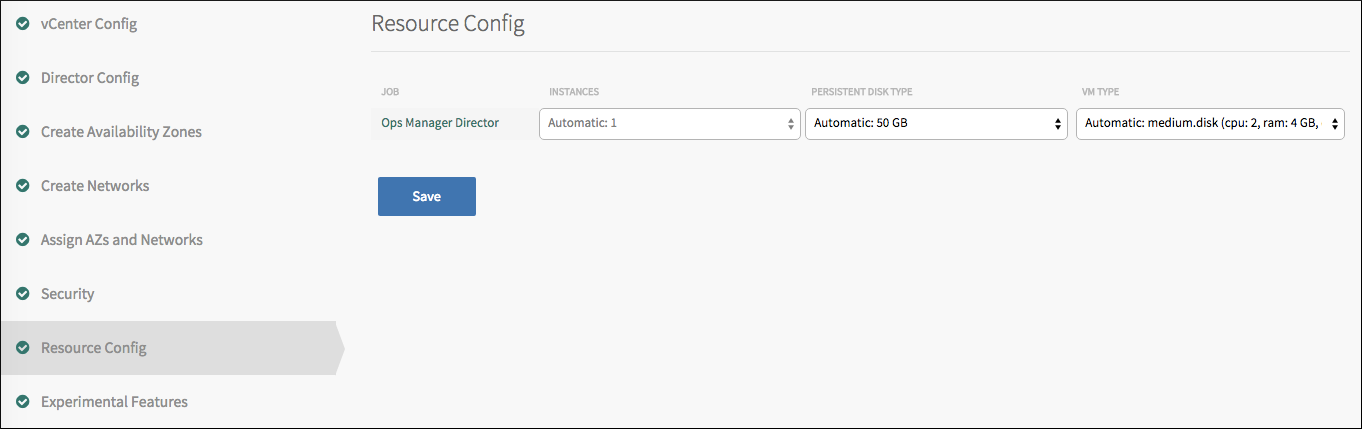 vCenter Config
Director Config
Create Availability Zones
Create Networks
Assign AZs and Networks
Security
Resource Config
Experimental Features
Resource Config
JOB INSTANCES PERSISTENT DISK TYPE VM TYPE
Ops Manager Director Automatic: 1 Automatic: 50 GB Automatic: medium.disk (cpu: 2, ram: 4 GB,
Save